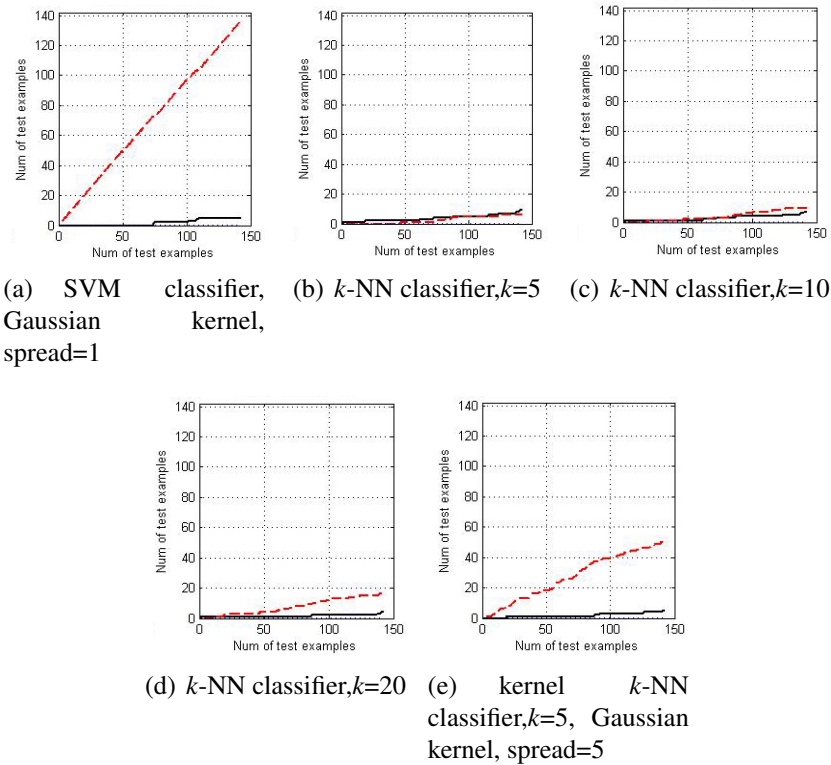 140
120
100
80
60
40
20
0
Num of test examples
0 50 100 150
Num of test examples
(a) SVM classifier,
Gaussian kernel,
spread=1
140
120
100
80
60
40
20
0
Num of test examples
0 50 100 150
Num of test examples
(b) k-NN classifier,k=5
140
120
100
80
60
40
20
0
Num of test examples
0 50 100 150
Num of test examples
(c) k-NN classifier,k=10
140
120
100
80
60
40
20
0
Num of test examples
0 50 100 150
Num of test examples
(d) k-NN classifier,k=20
140
120
100
80
60
40
20
0
Num of test examples
0 50 100 150
Num of test examples
(e) kernel k-NN
classifier,k=5, Gaussian
kernel, spread=5